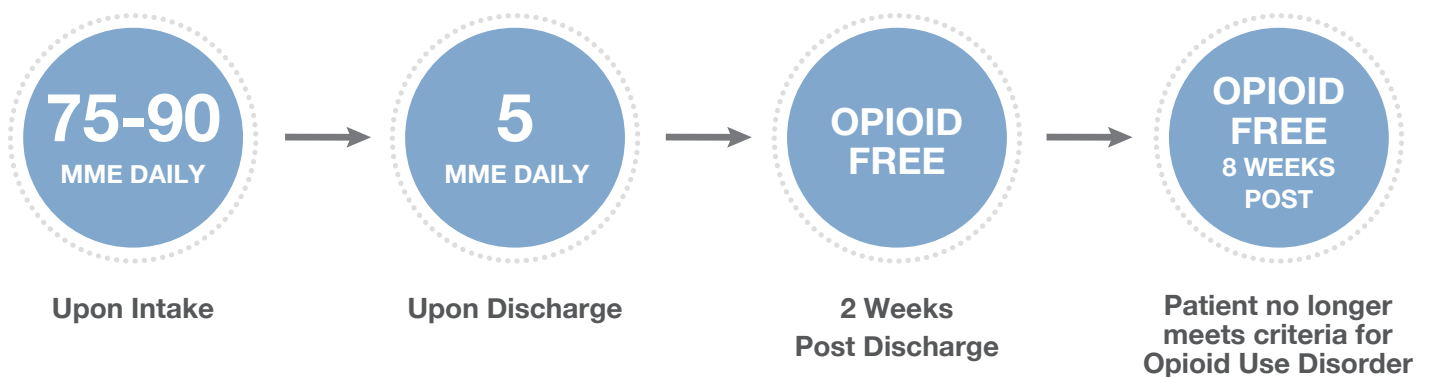 75-90
MME DAILY
Upon Intake
5
MME DAILY
Upon Discharge
OPIOID
FREE
2 Weeks
Post Discharge
OPIOID
FREE
8 WEEKS
POST
Patient no longer
meets criteria for
Opioid Use Disorder